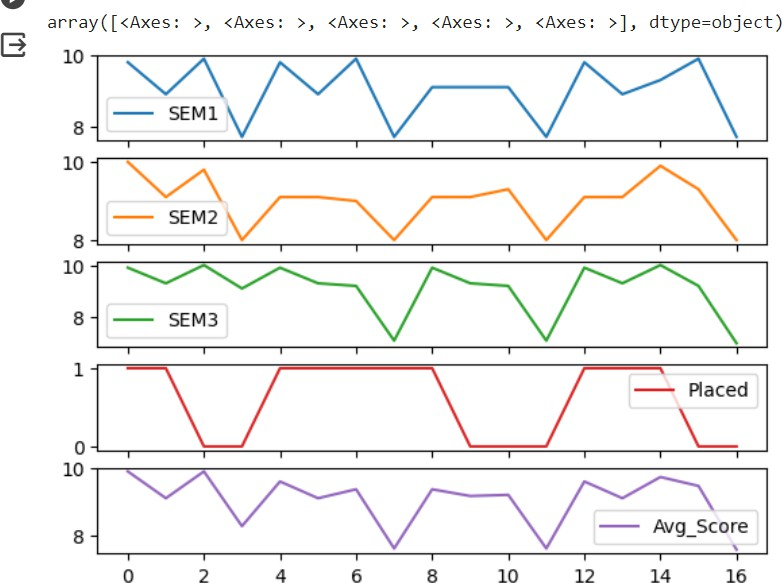 array([<Axes: >, <Axes: >, <Axes: >, <Axes: >, <Axes: >], dtype=object)
10
8
SEM1
10
8
SEM2
10
8
SEM3
1
0
Placed
10
8
Avg_Score
0 2 4 6 8 10 12 14 16